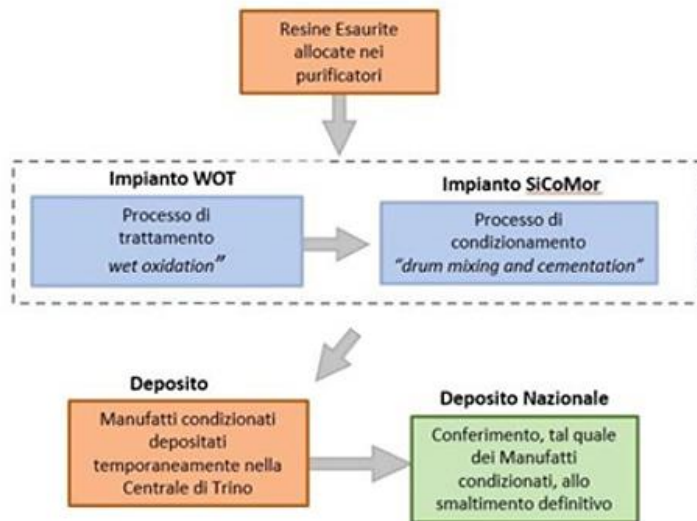 Resine Esaurite
allocate nei
purificatori
Impianto WOT
Impianto SiCoMor
Processo di
trattamento
wet oxidation”
Processo di
condizionamento
“drum mixing and cementation”
Deposito
Manufatti condizionati
depositati
temporaneamente nella
Centrale di Trino
Deposito Nazionale
Conferimento, tal quale
dei Manufatti
condizionati, allo
smaltimento definitivo